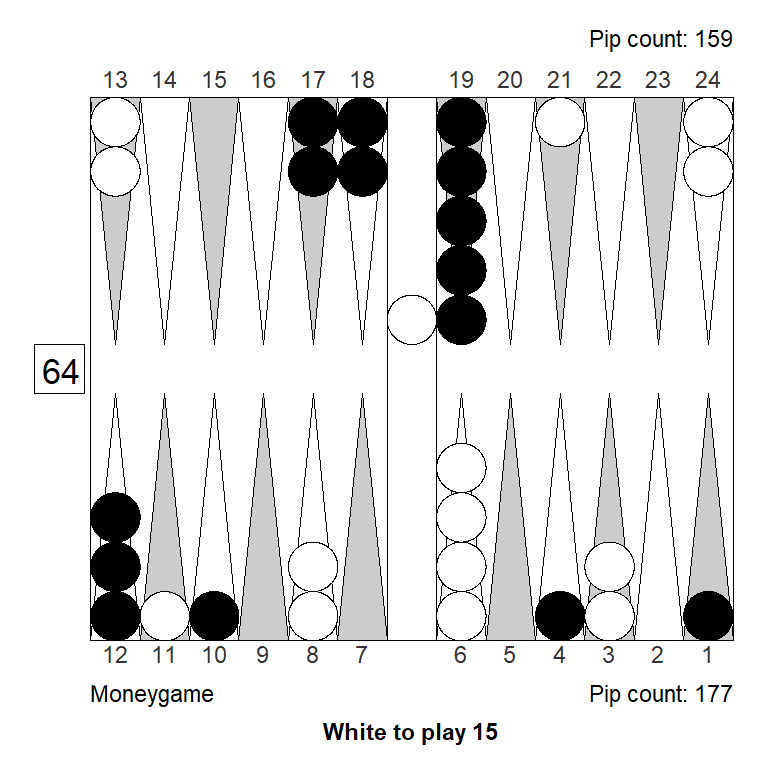 Pip count: 159
13 14 15 16 17 18 19 20 21 22 23 24
64
12 11 10 9 8 7 6 5 4 3 2 1
Moneygame Pip count: 177
White to play 15